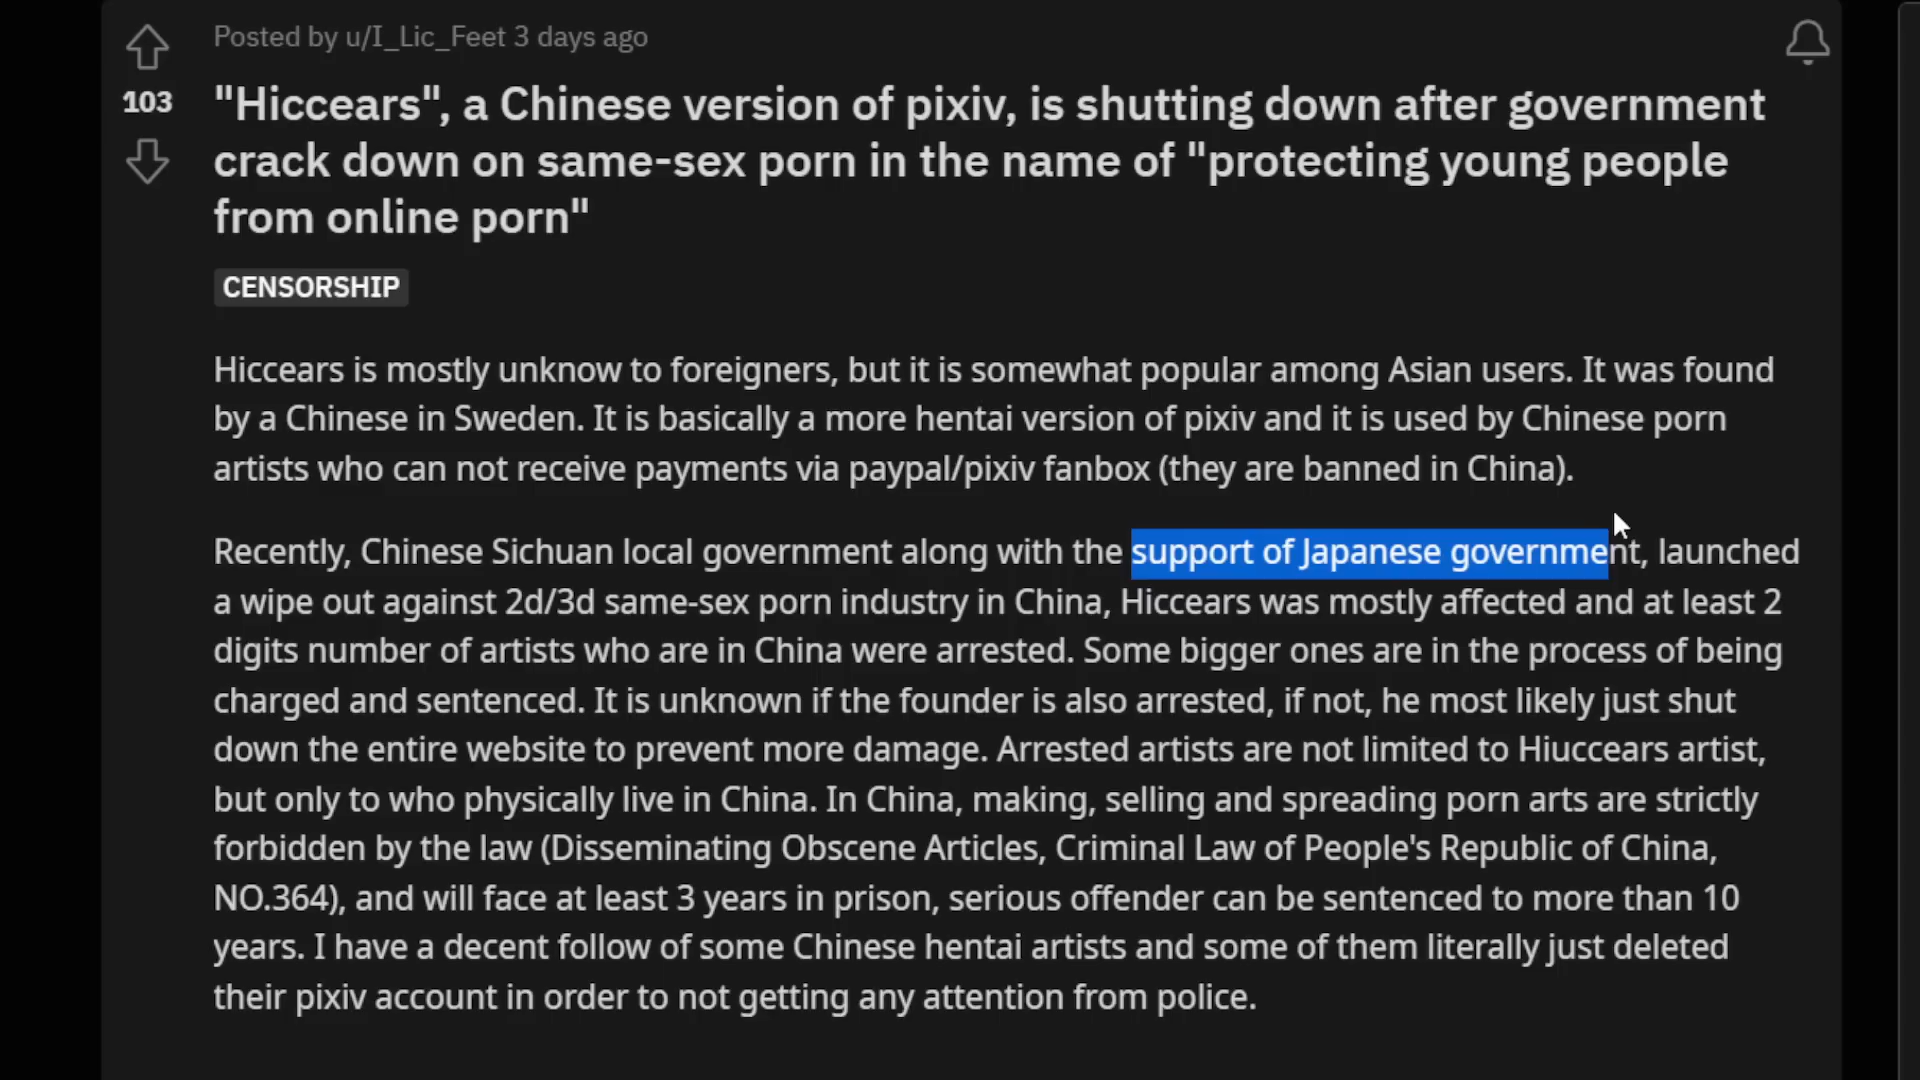 Posted by u/I_Lic_Feet 3 days ago
103
"Hiccears", a Chinese version of pixiv, is shutting down after government
crack down on same-sex porn in the name of "protecting young people
from online porn"
CENSORSHIP
Hiccears is mostly unknow to foreigners, but it is somewhat popular among Asian users. It was found
by a Chinese in Sweden. It is basically a more hentai version of pixiv and it is used by Chinese porn
artists who can not receive payments via paypal/pixiv fanbox (they are banned in China).
Recently, Chinese Sichuan local government along with the support of Japanese government, launched
a wipe out against 2d/3d same-sex porn industry in China, Hiccears was mostly affected and at least 2
digits number of artists who are in China were arrested. Some bigger ones are in the process of being
charged and sentenced. It is unknown if the founder is also arrested, if not, he most likely just shut
down the entire website to prevent more damage. Arrested artists are not limited to Hiuccears artist,
but only to who physically live in China. In China, making, selling and spreading porn arts are strictly
forbidden by the law (Disseminating Obscene Articles, Criminal Law of People's Republic of China,
NO.364), and will face at least 3 years in prison, serious offender can be sentenced to more than 10
years. I have a decent follow of some Chinese hentai artists and some of them literally just deleted
their pixiv account in order to not getting any attention from police.